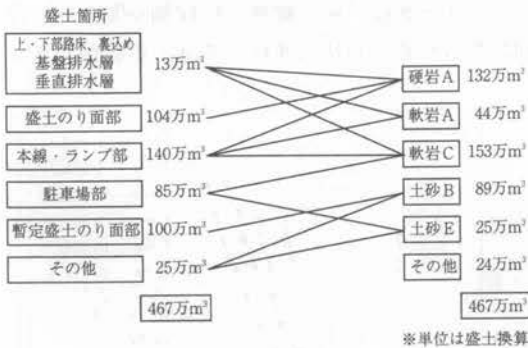 盛土箇所
上・下部路床、裏込め
基盤排水層
垂直排水層
13万m³
盛土のり面部 104万m³
本線・ランプ部 140万m³
駐車場部 85万m³
暫定盛土のり面部 100万m³
その他 25万m³
467万m³
硬岩A 132万m³
軟岩A 44万m³
軟岩C 153万m³
土砂B 89万m³
土砂E 25万m³
その他 24万m³
467万m³
※単位は盛土換算